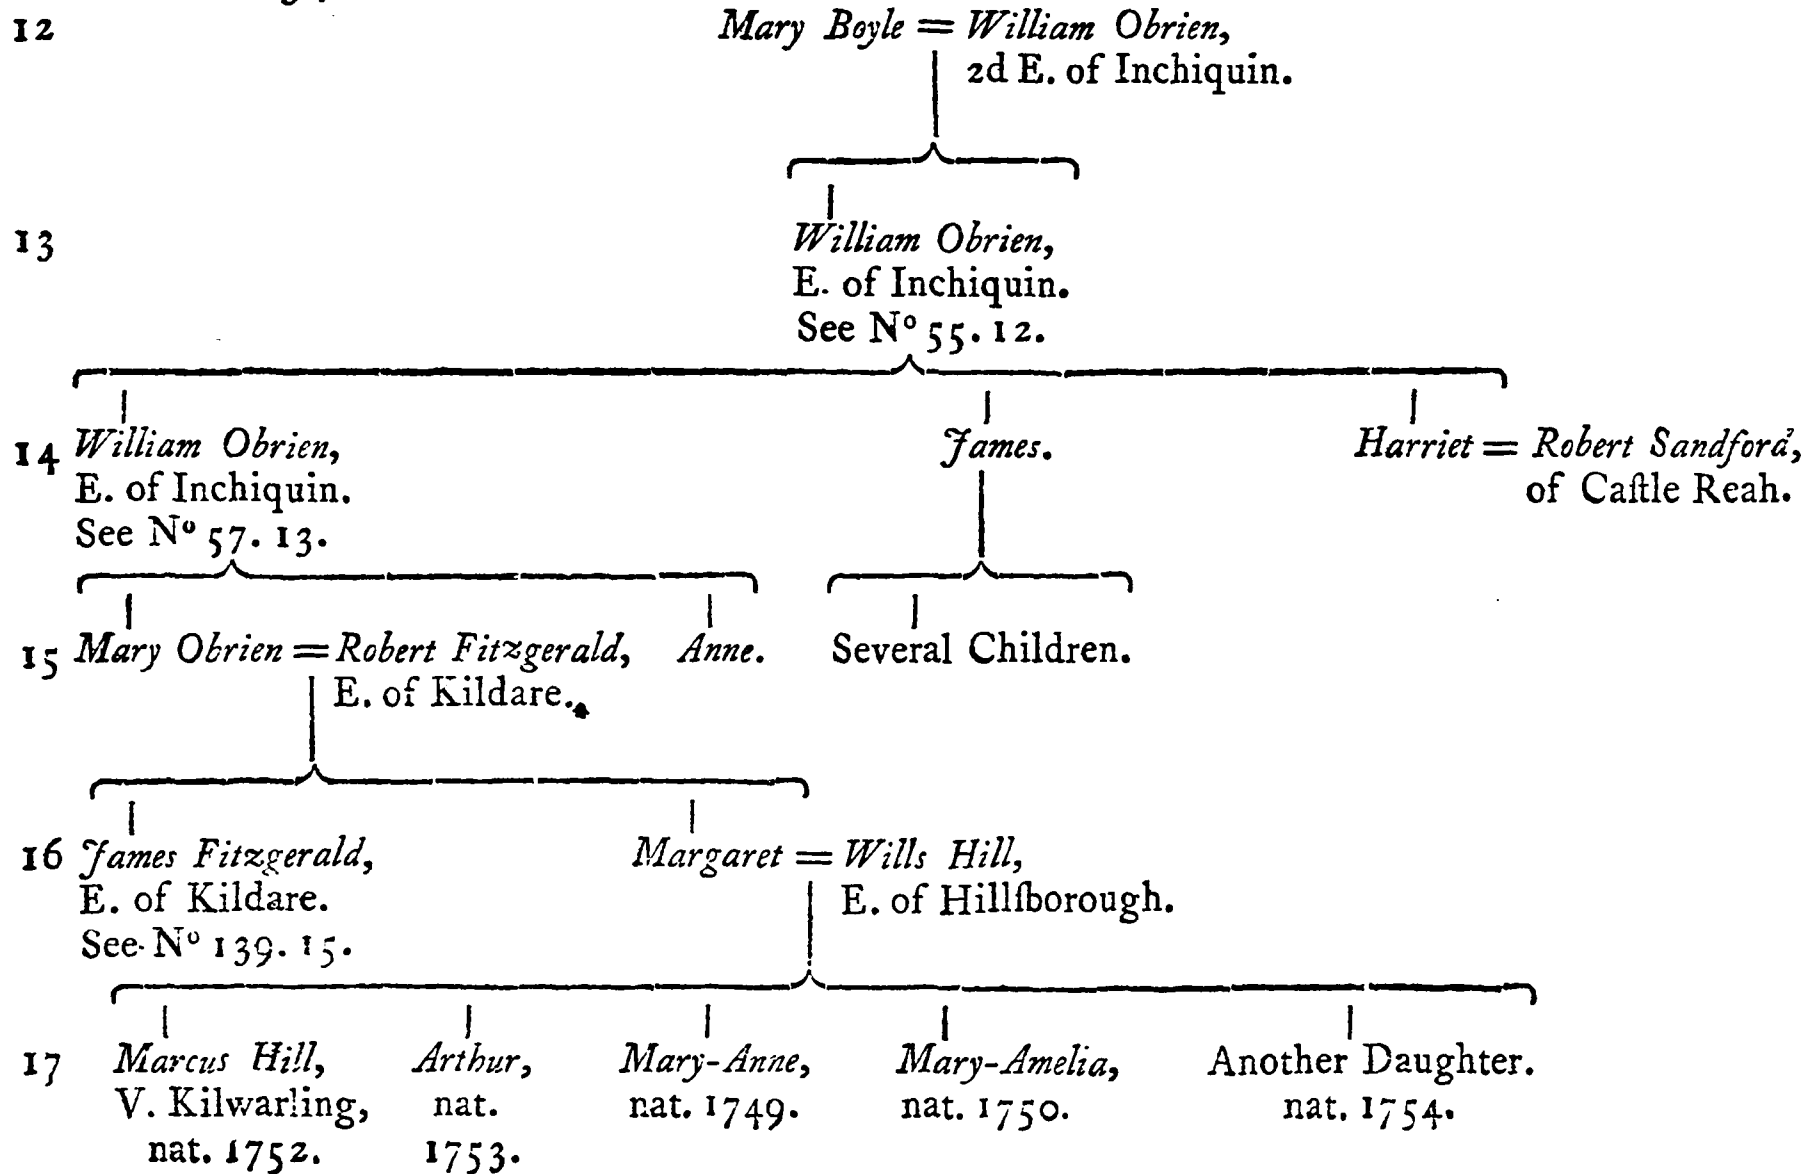 12 Mary Boyle = William Obrien,
2d E. of Inchiquin.
13 William Obrien,
E. of Inchiquin.
See Nº 55. 12.
14 William Obrien, James. Harriet = Robert Sandford,
E. of Inchiquin. of Caſtle Reah.
See Nº 57. 13.
15 Mary Obrien = Robert Fitzgerald, Anne. Several Children.
E. of Kildare.
16 James Fitzgerald, Margaret = Wills Hill,
E. of Kildare. E. of Hillſborough.
See Nº 139. 15.
17 Marcus Hill, Arthur, Mary-Anne, Mary-Amelia, Another Daughter.
V. Kilwarling, nat. nat. 1749. nat. 1750. nat. 1754.
nat. 1752. 1753.